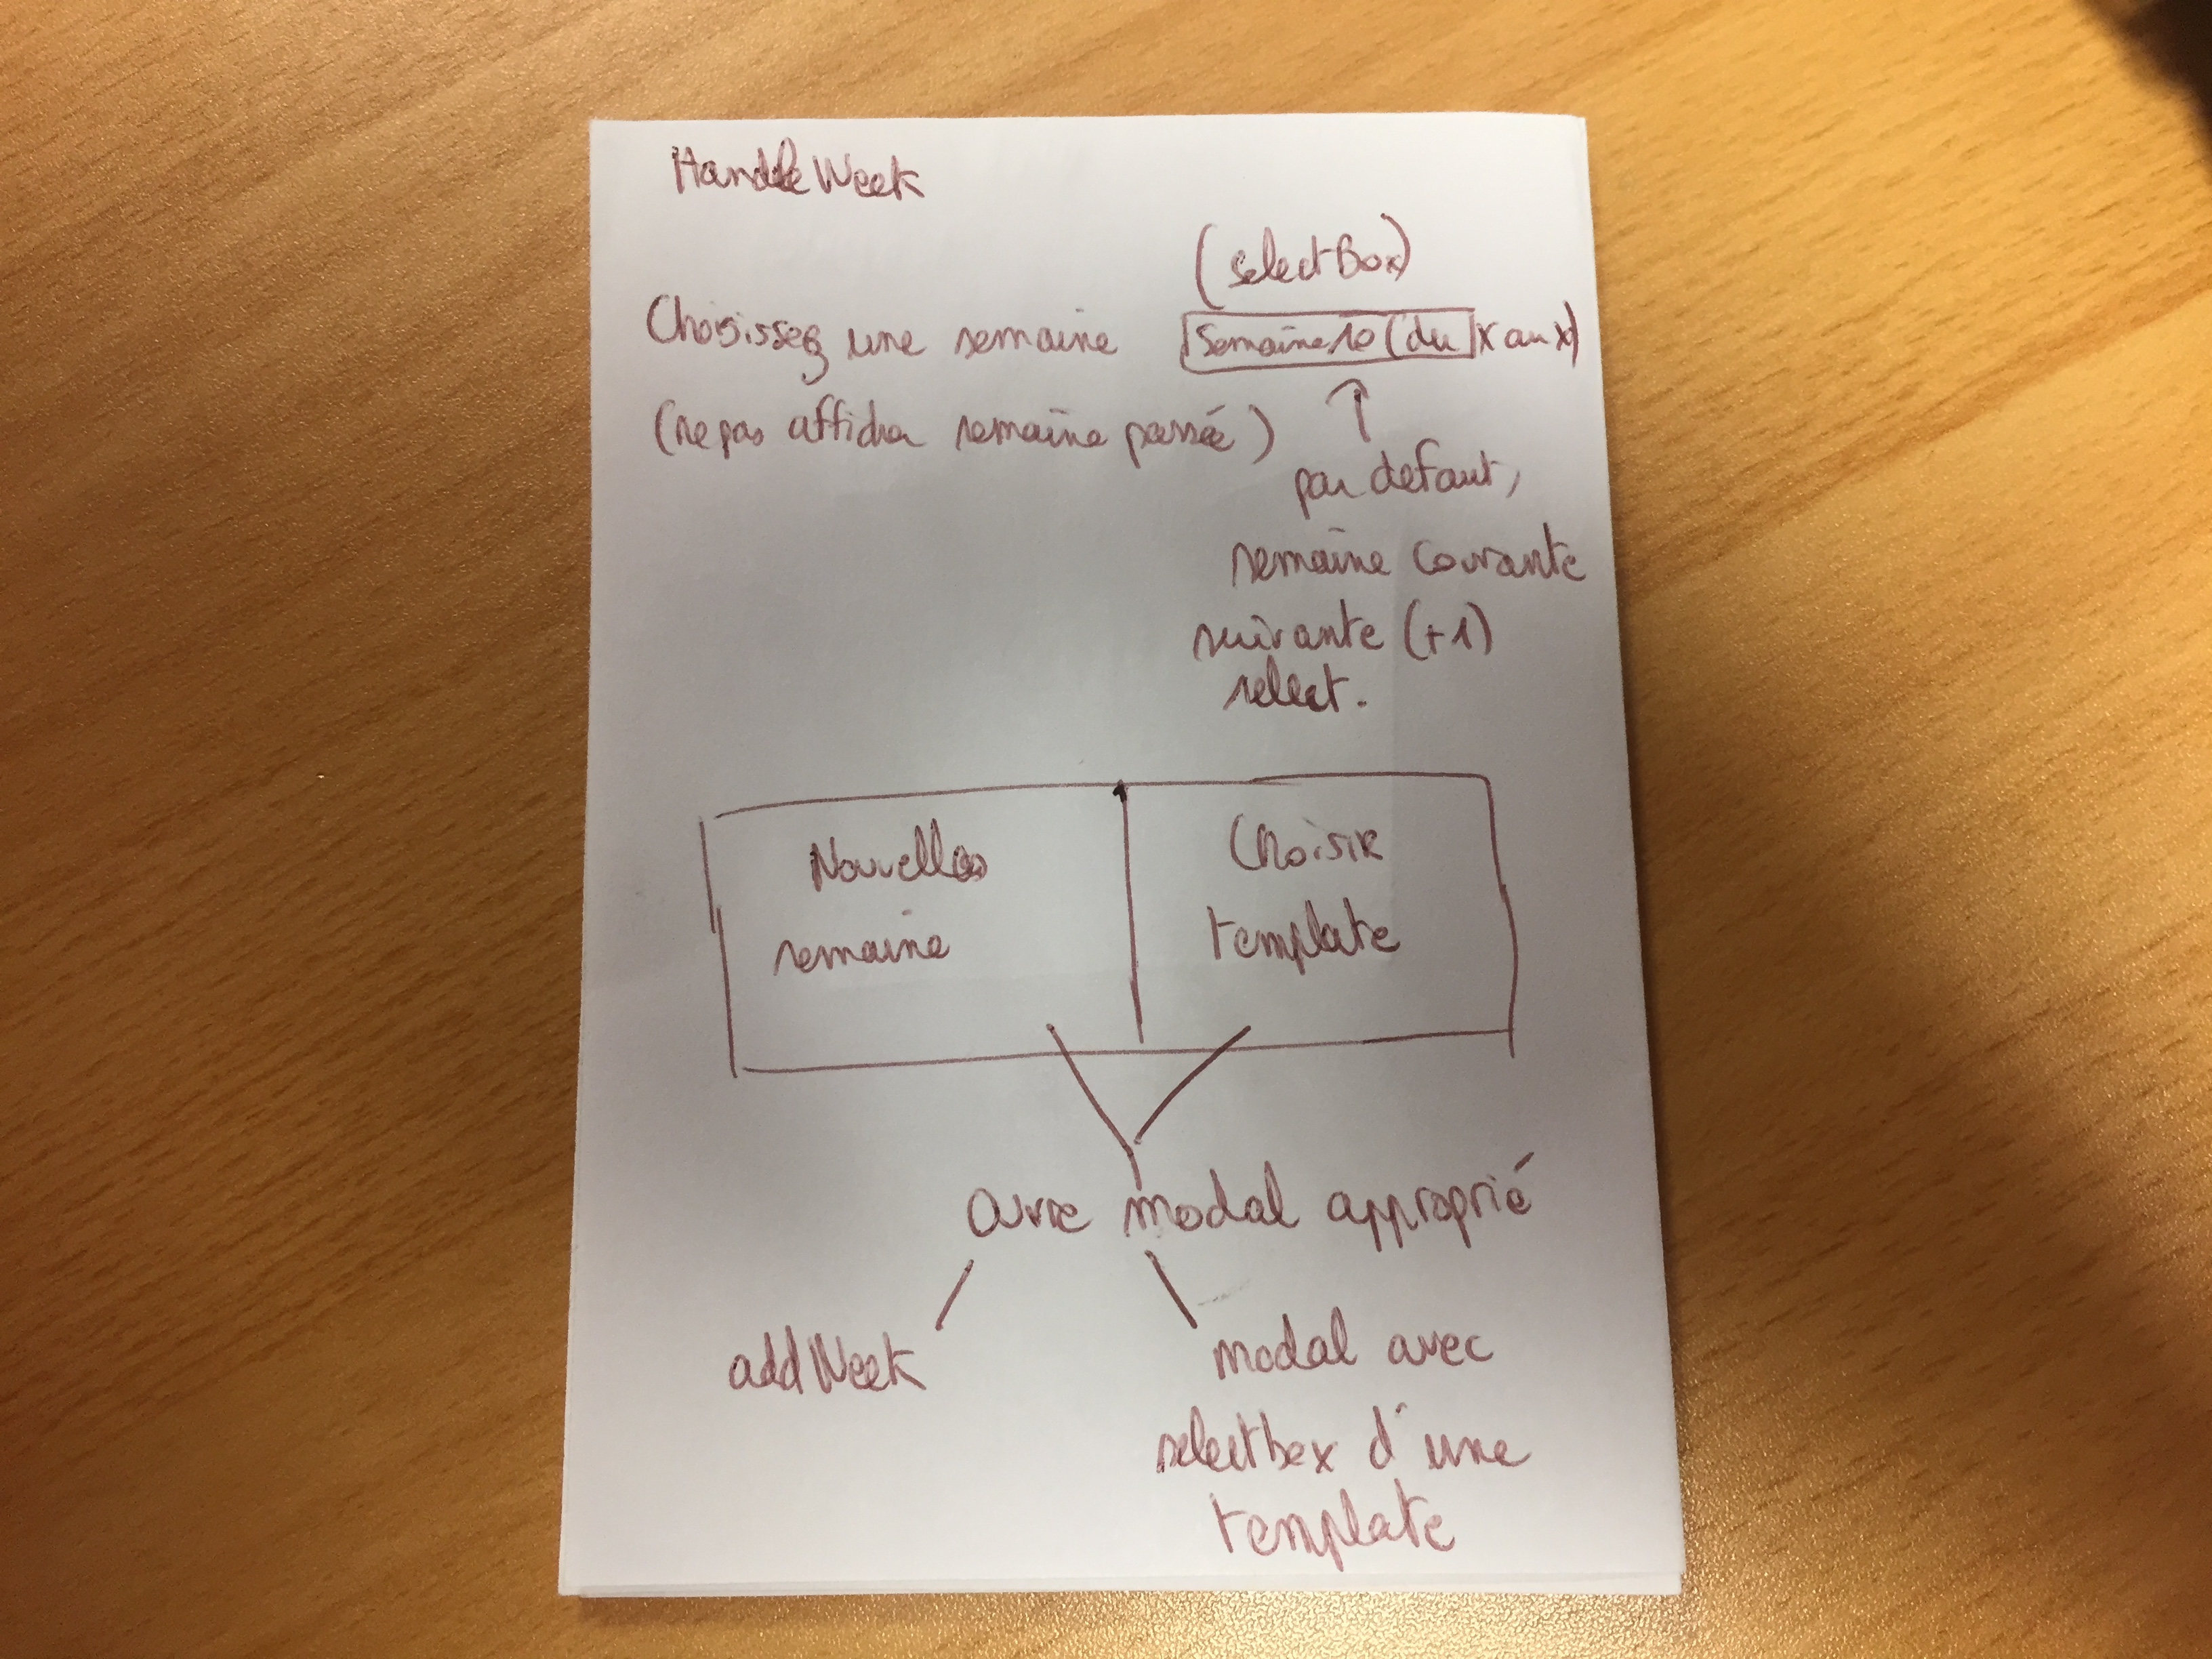 HandleWeek
(selectBox)
Choisissez une semaine Semaine 10 (du x au x)
(ne pas afficher semaine passée)
par defaut,
semaine courante
suivante (+1)
select.
Nouvelles
semaine
Choisir
template
ouvre modal approprié
addWeek
modal avec
selectbox d'une
template